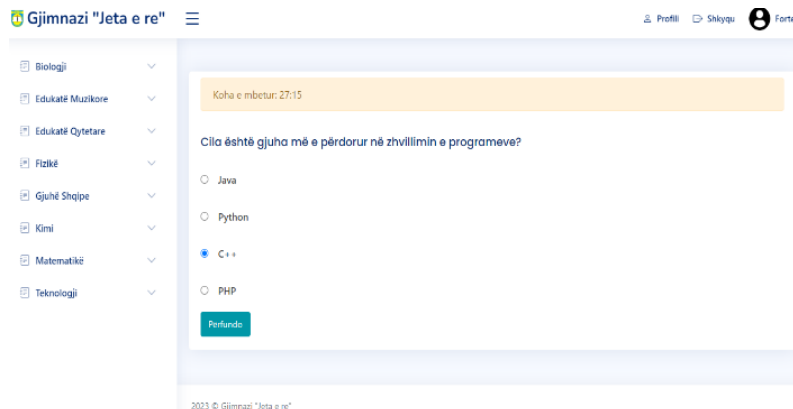 Gjimnazi "Jeta e re"
Profili
Shkyqu
Biologji
Edukatë Muzikore
Edukatë Qytetare
Fizikë
Gjuhë Shqipe
Kimi
Matematikë
Teknologji
Koha e mbetur: 27:15
Cila është gjuha më e përdorur në zhvillimin e programeve?
Java
Python
C++
PHP
Perfundo
2023 © Gjimnazi "Jeta e re"